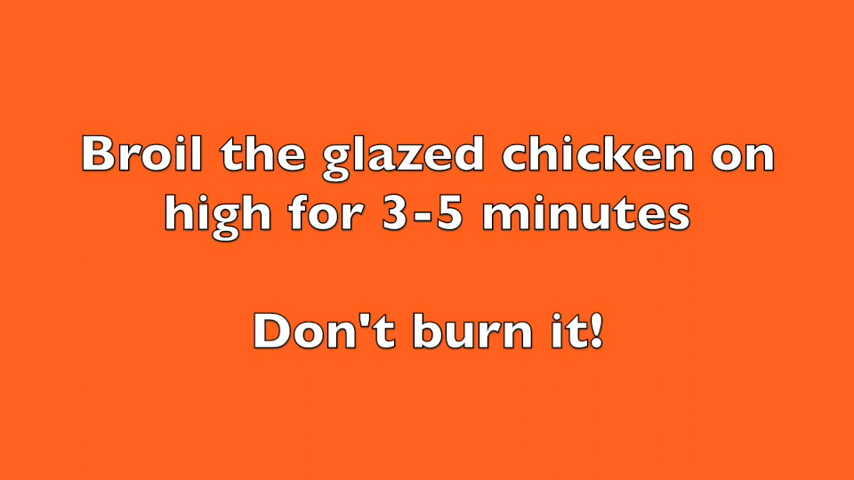 Broil the glazed chicken on
high for 3-5 minutes
Don't burn it!